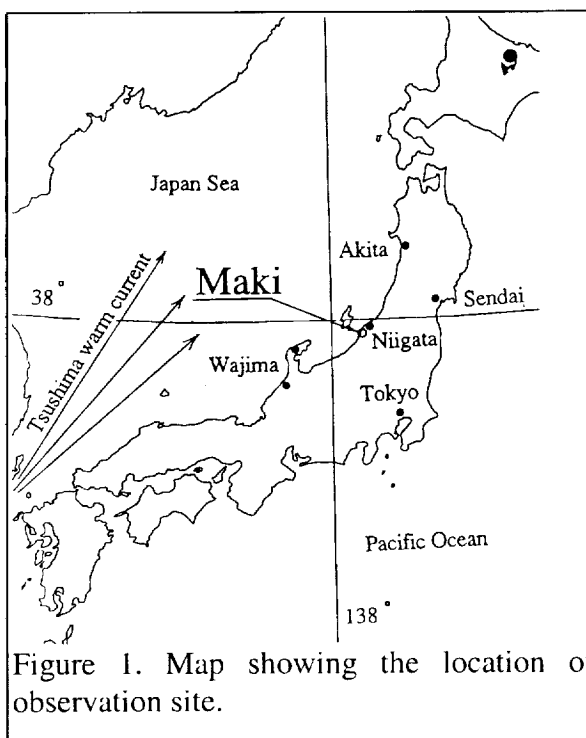 Japan Sea
Akita
Tsushima warm current
38°
Maki
Sendai
Niigata
Wajima
Tokyo
Pacific Ocean
138°
Figure 1. Map showing the location o
observation site.